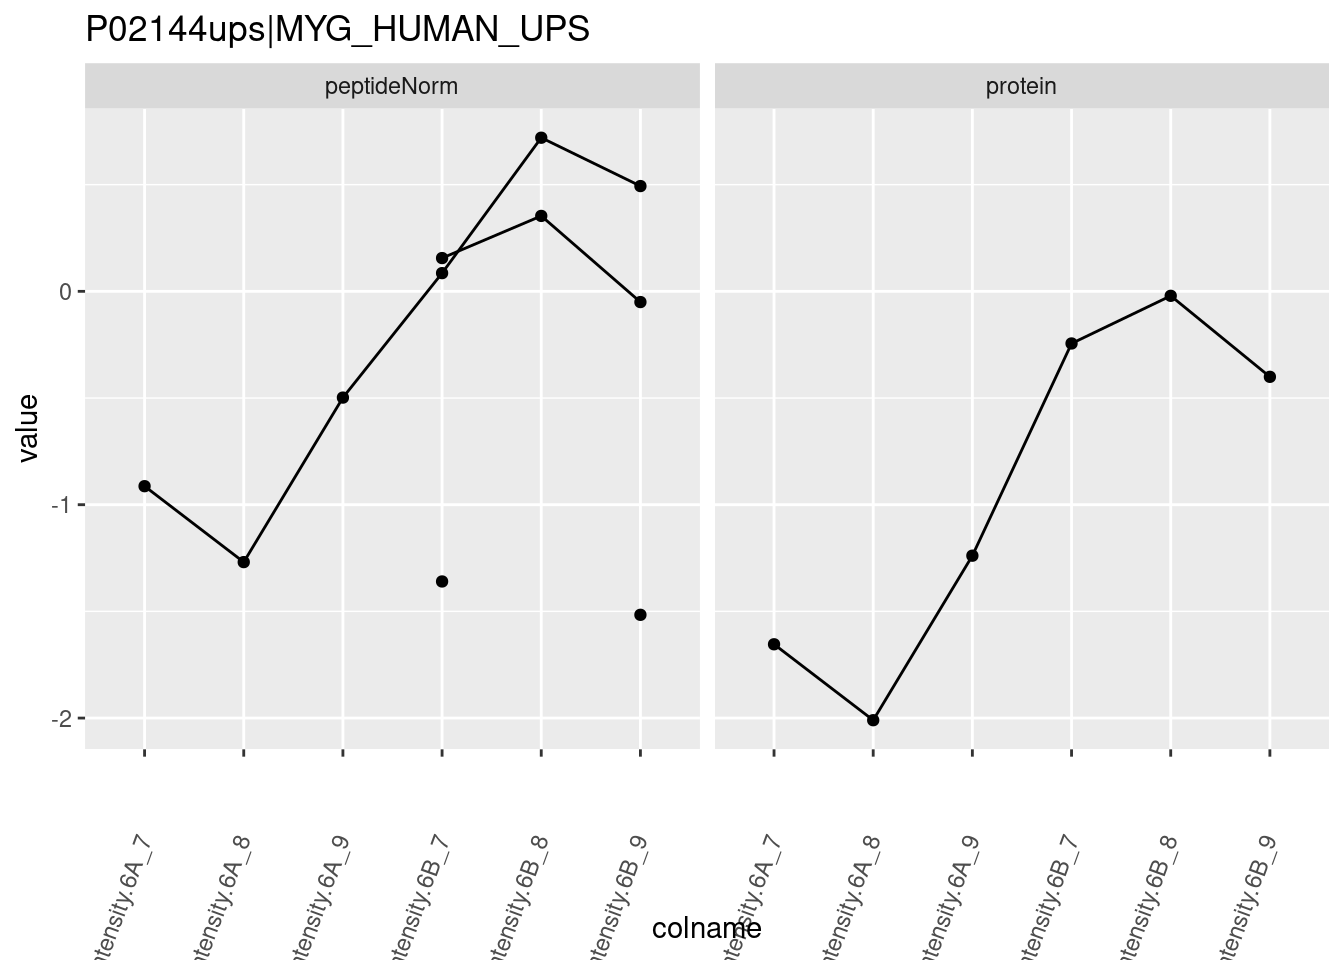 P02144ups|MYG_HUMAN_UPS
peptideNorm
protein
value
0
-1
-2
ntensity.6A_7
ntensity.6A_8
ntensity.6A_9
ntensity.6B_7
ntensity.6B_8
ntensity.6B_9
ntensity.6A_7
ntensity.6A_8
ntensity.6A_9
ntensity.6B_7
ntensity.6B_8
ntensity.6B_9
colname